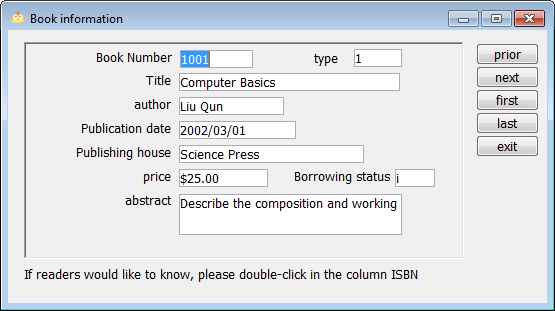 Book information
Book Number 1001 type 1 prior
Title Computer Basics next
author Liu Qun first
Publication date 2002/03/01 last
Publishing house Science Press exit
price $25.00 Borrowing status i
abstract Describe the composition and working
If readers would like to know, please double-click in the column ISBN